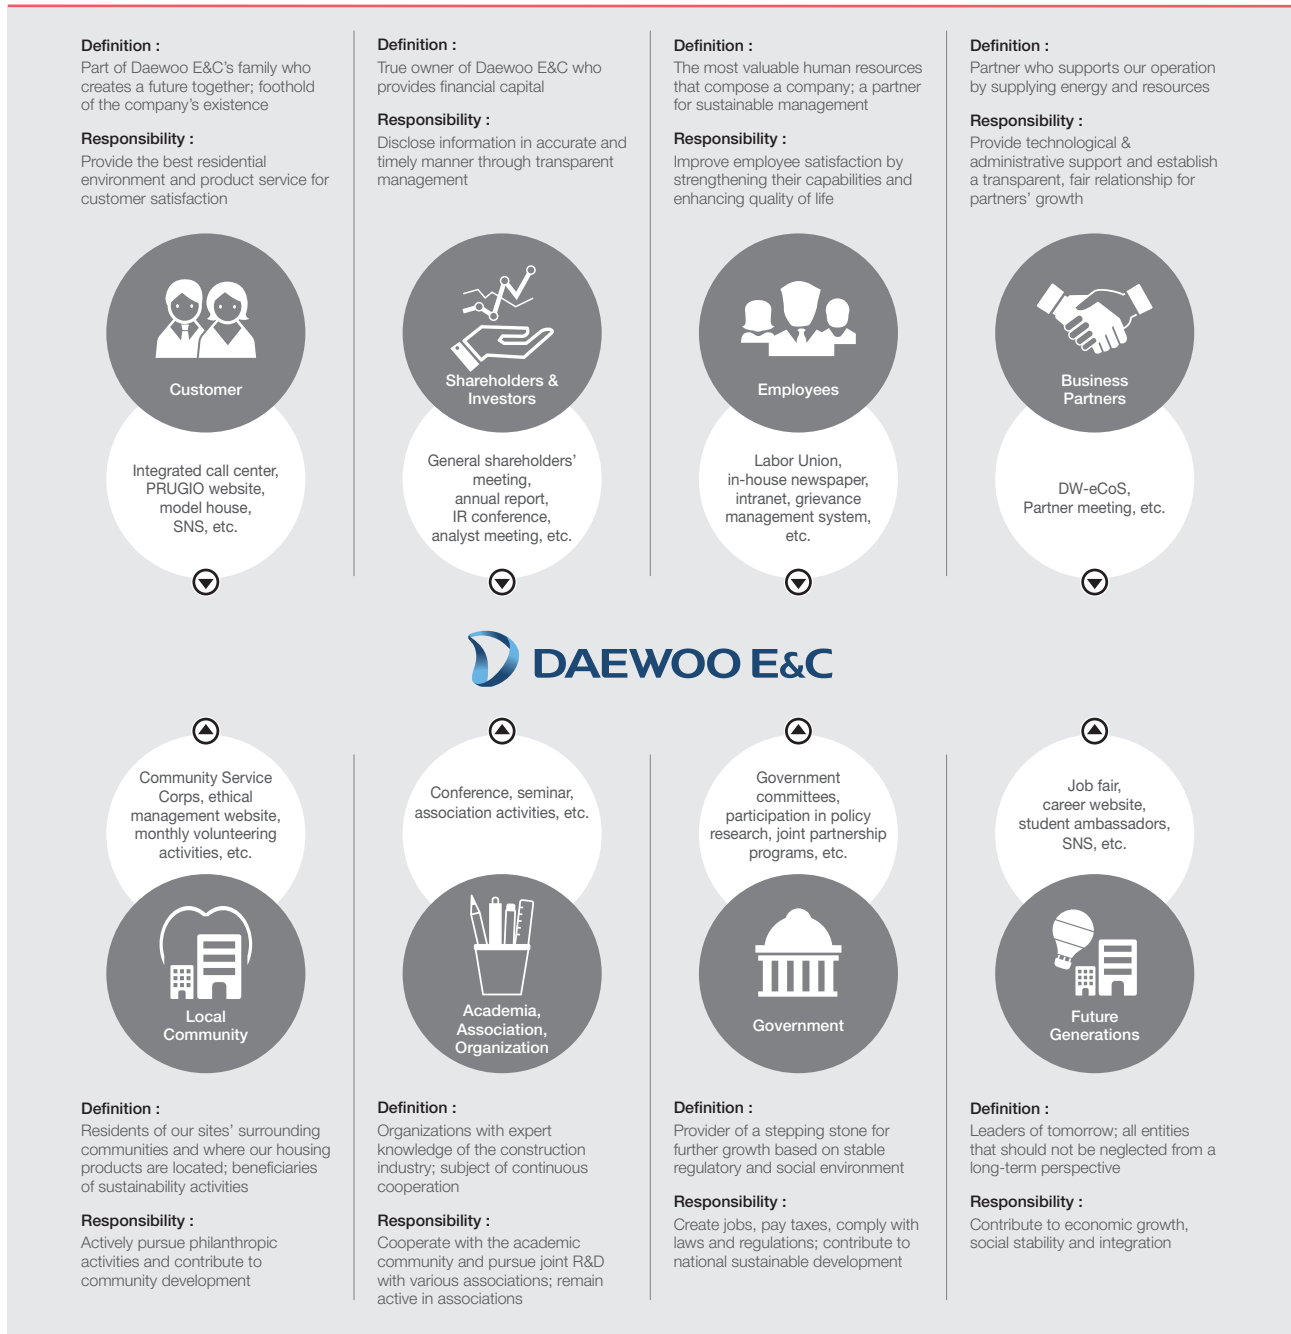 Definition :
Part of Daewoo E&C's family who
creates a future together; foothold
of the company's existence
Responsibility :
Provide the best residential
environment and product service for
customer satisfaction
Customer
Integrated call center,
PRUGIO website,
model house,
SNS, etc.
Definition :
True owner of Daewoo E&C who
provides financial capital
Responsibility :
Disclose information in accurate and
timely manner through transparent
management
Shareholders &
Investors
General shareholders'
meeting,
annual report,
IR conference,
analyst meeting, etc.
Definition :
The most valuable human resources
that compose a company; a partner
for sustainable management
Responsibility :
Improve employee satisfaction by
strengthening their capabilities and
enhancing quality of life
Employees
Labor Union,
in-house newspaper,
intranet, grievance
management system,
etc.
Definition :
Partner who supports our operation
by supplying energy and resources
Responsibility :
Provide technological &
administrative support and establish
a transparent, fair relationship for
partners' growth
Business
Partners
DW-eCoS,
Partner meeting, etc.
DAEWOO E&C
Community Service
Corps, ethical
management website,
monthly volunteering
activities, etc.
Local
Community
Definition :
Residents of our sites' surrounding
communities and where our housing
products are located; beneficiaries
of sustainability activities
Responsibility :
Actively pursue philanthropic
activities and contribute to
community development
Conference, seminar,
association activities, etc.
Academia,
Association,
Organization
Definition :
Organizations with expert
knowledge of the construction
industry; subject of continuous
cooperation
Responsibility :
Cooperate with the academic
community and pursue joint R&D
with various associations; remain
active in associations
Government
committees,
participation in policy
research, joint partnership
programs, etc.
Government
Definition :
Provider of a stepping stone for
further growth based on stable
regulatory and social environment
Responsibility :
Create jobs, pay taxes, comply with
laws and regulations; contribute to
national sustainable development
Job fair,
career website,
student ambassadors,
SNS, etc.
Future
Generations
Definition :
Leaders of tomorrow; all entities
that should not be neglected from a
long-term perspective
Responsibility :
Contribute to economic growth,
social stability and integration